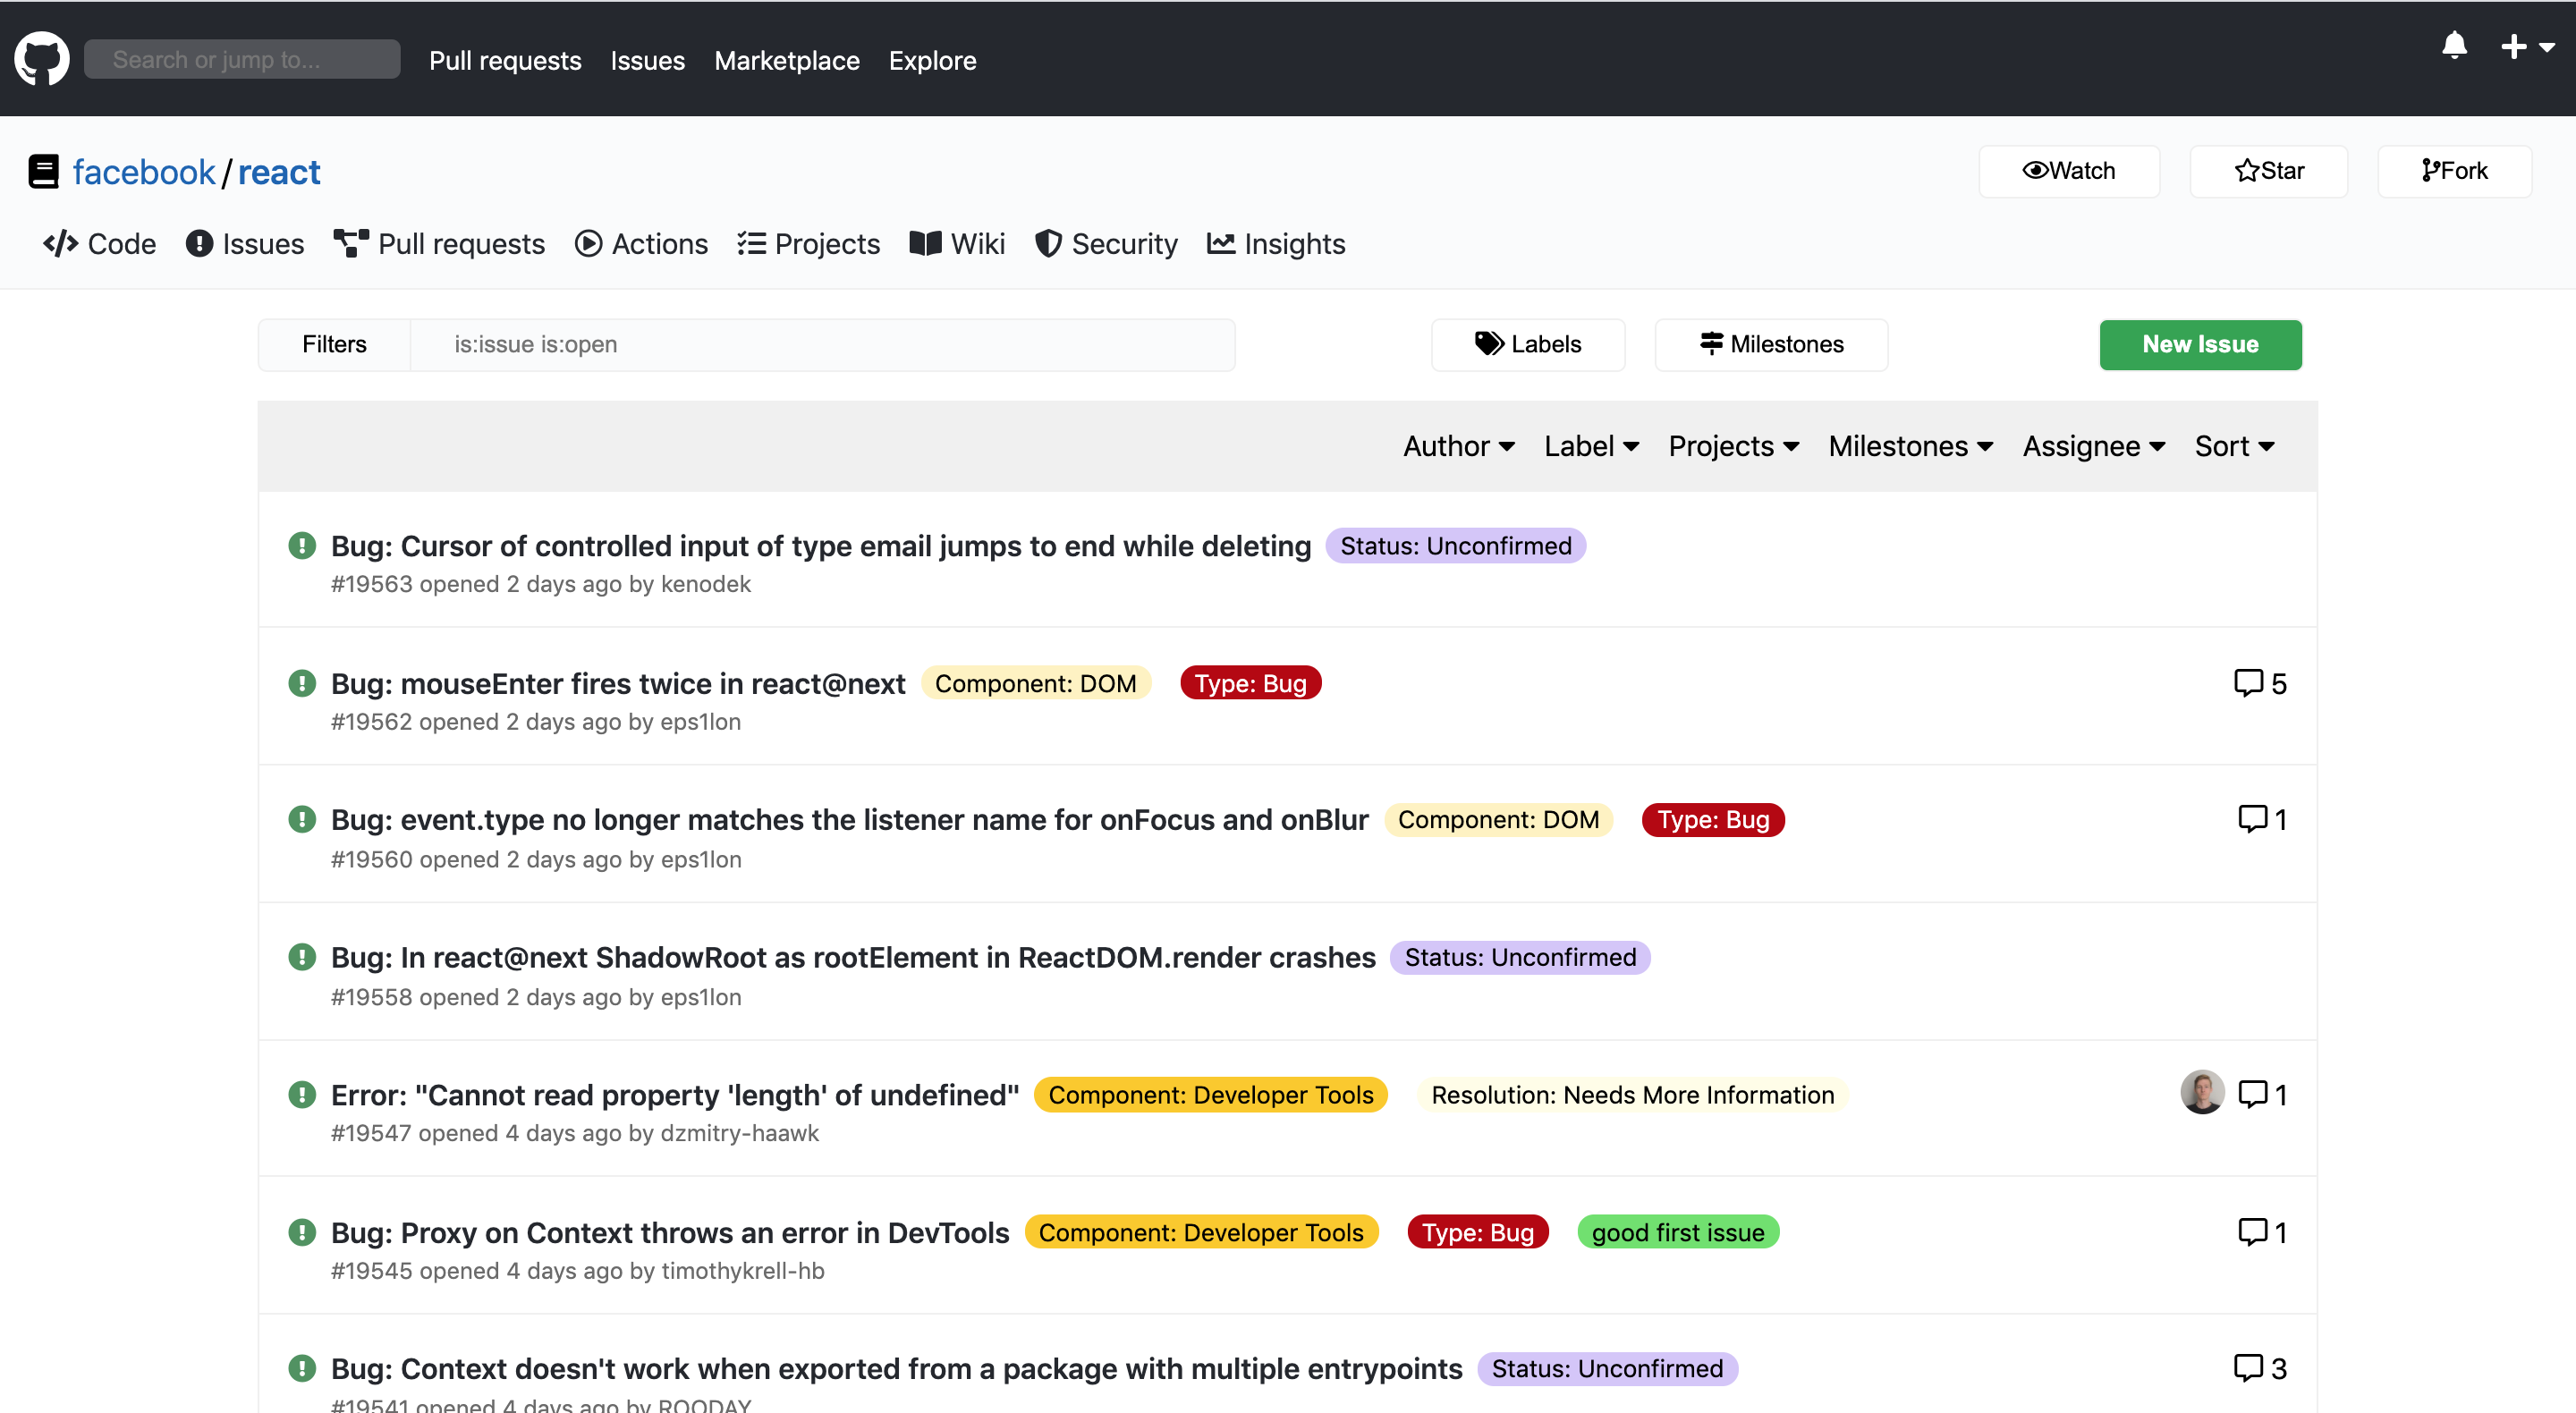 Search or jump to... Pull requests Issues Marketplace Explore
facebook/react Watch Star Fork
Code Issues Pull requests Actions Projects Wiki Security Insights
Filters is:issue is:open Labels Milestones New Issue
Author Label Projects Milestones Assignee Sort
Bug: Cursor of controlled input of type email jumps to end while deleting Status: Unconfirmed
#19563 opened 2 days ago by kenodek
Bug: mouseEnter fires twice in react@next Component: DOM Type: Bug 5
#19562 opened 2 days ago by eps1lon
Bug: event.type no longer matches the listener name for onFocus and onBlur Component: DOM Type: Bug 1
#19560 opened 2 days ago by eps1lon
Bug: In react@next ShadowRoot as rootElement in ReactDOM.render crashes Status: Unconfirmed
#19558 opened 2 days ago by eps1lon
Error: "Cannot read property 'length' of undefined" Component: Developer Tools Resolution: Needs More Information 1
#19547 opened 4 days ago by dzmitry-haawk
Bug: Proxy on Context throws an error in DevTools Component: Developer Tools Type: Bug good first issue 1
#19545 opened 4 days ago by timothykrell-hb
Bug: Context doesn't work when exported from a package with multiple entrypoints Status: Unconfirmed 3
#19541 opened 4 days ago by ROODAY